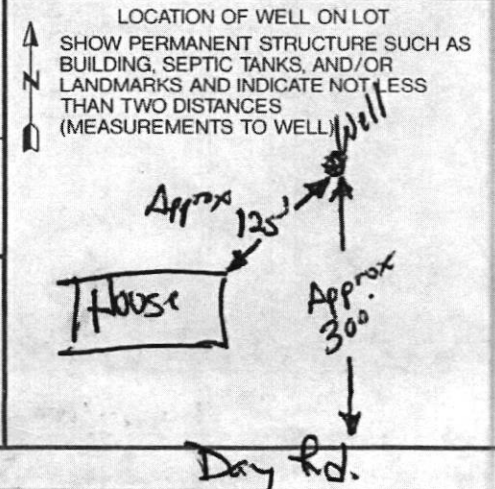 LOCATION OF WELL ON LOT
SHOW PERMANENT STRUCTURE SUCH AS
BUILDING, SEPTIC TANKS, AND/OR
N LANDMARKS AND INDICATE NOT LESS
THAN TWO DISTANCES
(MEASUREMENTS TO WELL)
Well
Approx
125'
House
Approx
300'
Day Rd.